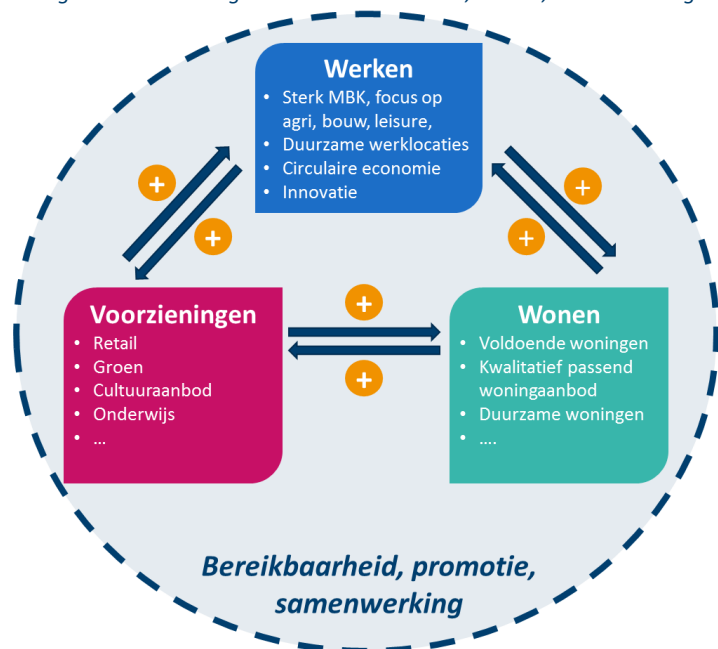 Werken
• Sterk MBK, focus op
agri, bouw, leisure,
• Duurzame werklocaties
• Circulaire economie
• Innovatie
+
+
+
+
Voorzieningen
• Retail
• Groen
• Cultuuraanbod
• Onderwijs
• ...
+
+
Wonen
• Voldoende woningen
• Kwalitatief passend
woningaanbod
• Duurzame woningen
• ....
Bereikbaarheid, promotie,
samenwerking